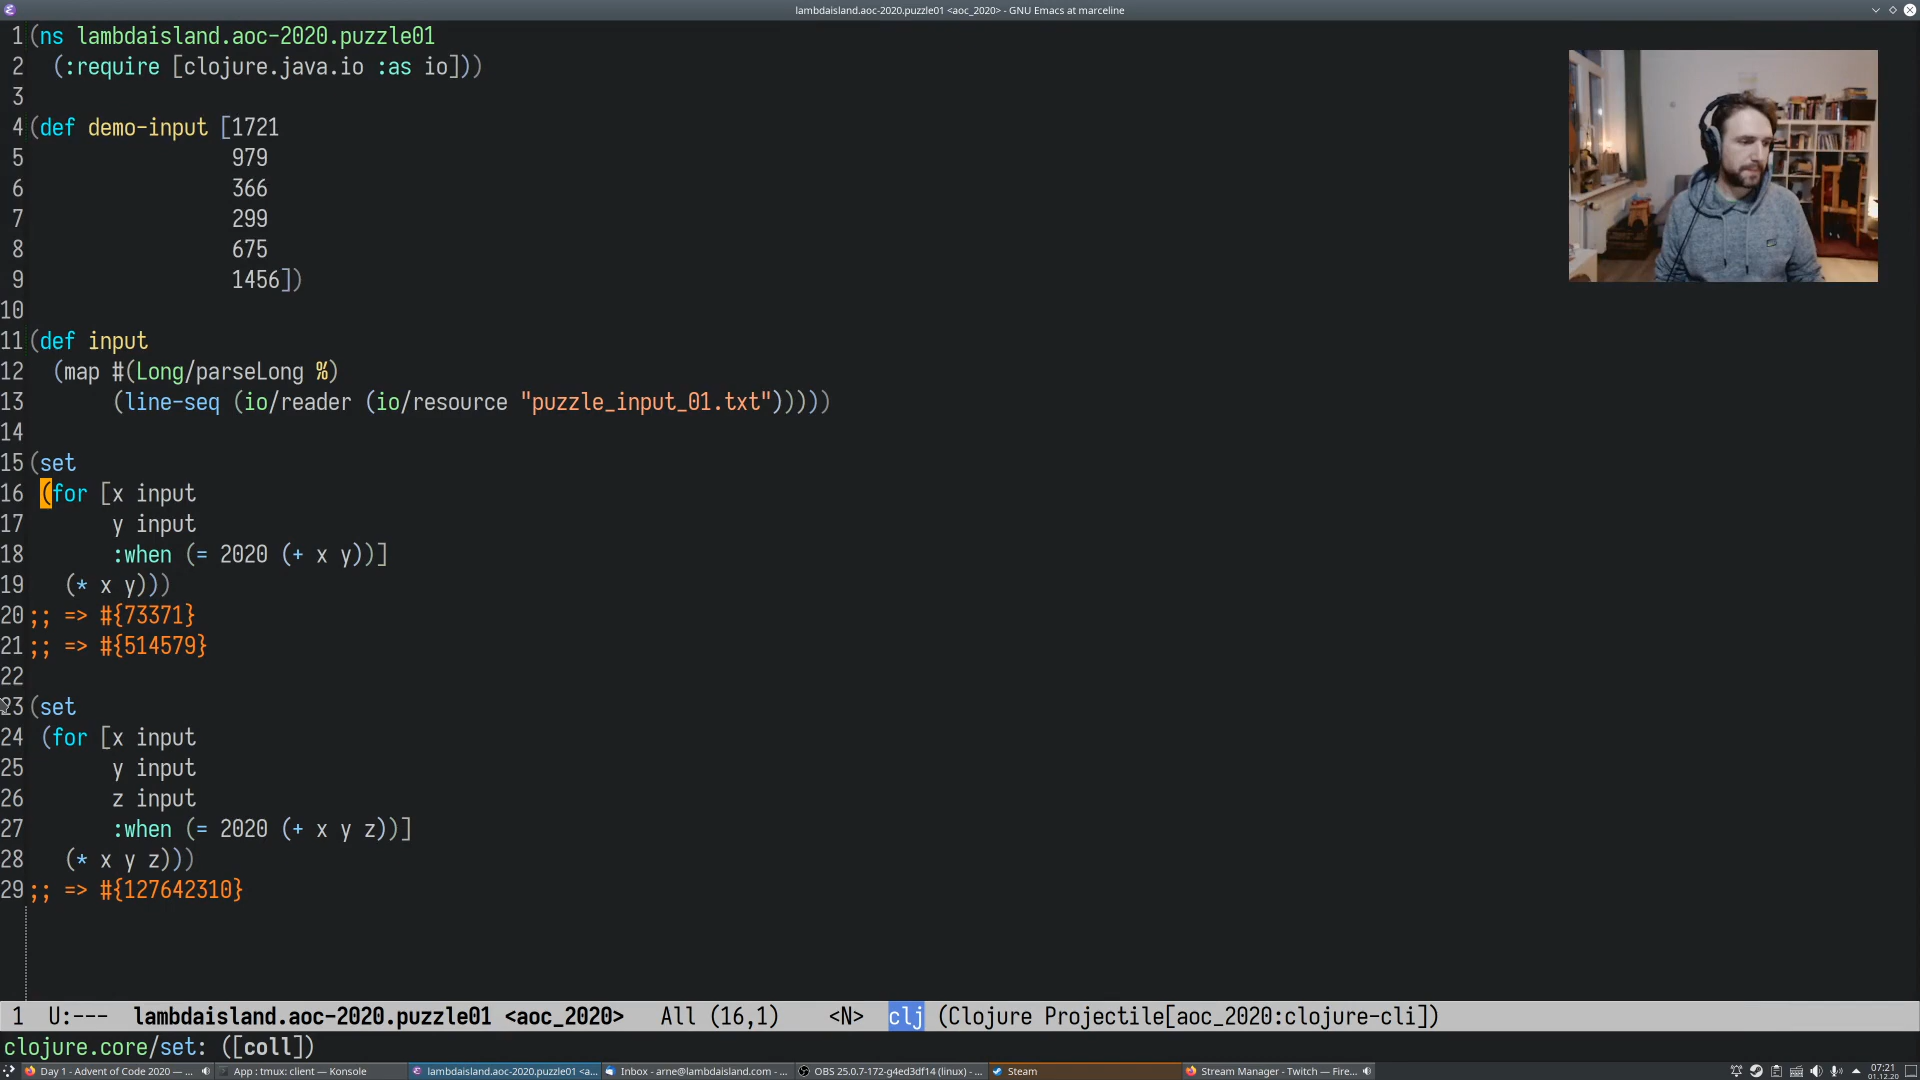 lambdaisland.aoc-2020.puzzle01 <aoc_2020> - GNU Emacs at marceline
1 (ns lambdaisland.aoc-2020.puzzle01
2   (:require [clojure.java.io :as io]))
3
4 (def demo-input [1721
5                  979
6                  366
7                  299
8                  675
9                  1456])
10
11 (def input
12   (map #(Long/parseLong %)
13        (line-seq (io/reader (io/resource "puzzle_input_01.txt")))))
14
15 (set
16  (for [x input
17        y input
18        :when (= 2020 (+ x y))]
19    (* x y)))
20 ;; => #{73371}
21 ;; => #{514579}
22
23 (set
24  (for [x input
25        y input
26        z input
27        :when (= 2020 (+ x y z))]
28    (* x y z)))
29 ;; => #{127642310}
1 U:--- lambdaisland.aoc-2020.puzzle01 <aoc_2020> All (16,1) <N> clj (Clojure Projectile[aoc_2020:clojure-cli])
clojure.core/set: ([coll])
Day 1 - Advent of Code 2020 — ... App : tmux: client — Konsole lambdaisland.aoc-2020.puzzle01 <a... Inbox - arne@lambdaisland.com - ... OBS 25.0.7-172-g4ed3df14 (linux) - ... Steam Stream Manager - Twitch — Fire... 07:21
01.12.20